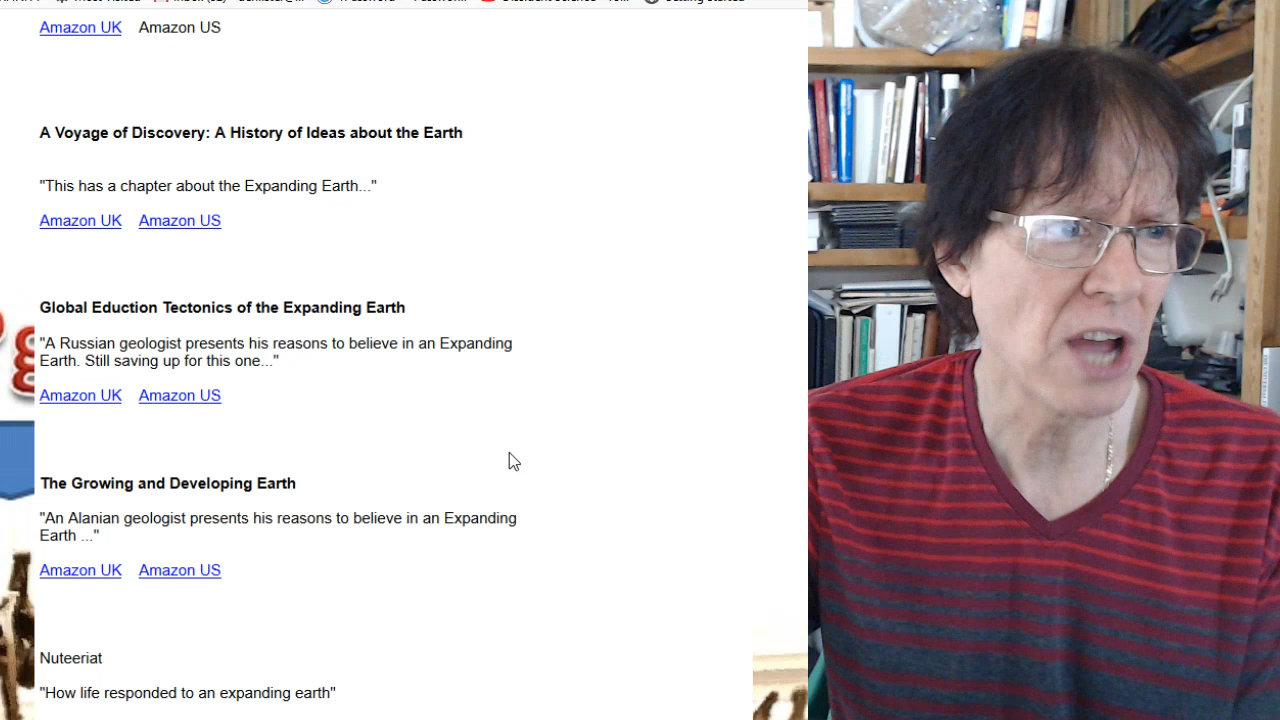 Amazon UK Amazon US
A Voyage of Discovery: A History of Ideas about the Earth
"This has a chapter about the Expanding Earth..."
Amazon UK Amazon US
Global Eduction Tectonics of the Expanding Earth
"A Russian geologist presents his reasons to believe in an Expanding
Earth. Still saving up for this one..."
Amazon UK Amazon US
The Growing and Developing Earth
"An Alanian geologist presents his reasons to believe in an Expanding
Earth ..."
Amazon UK Amazon US
Nuteeriat
"How life responded to an expanding earth"